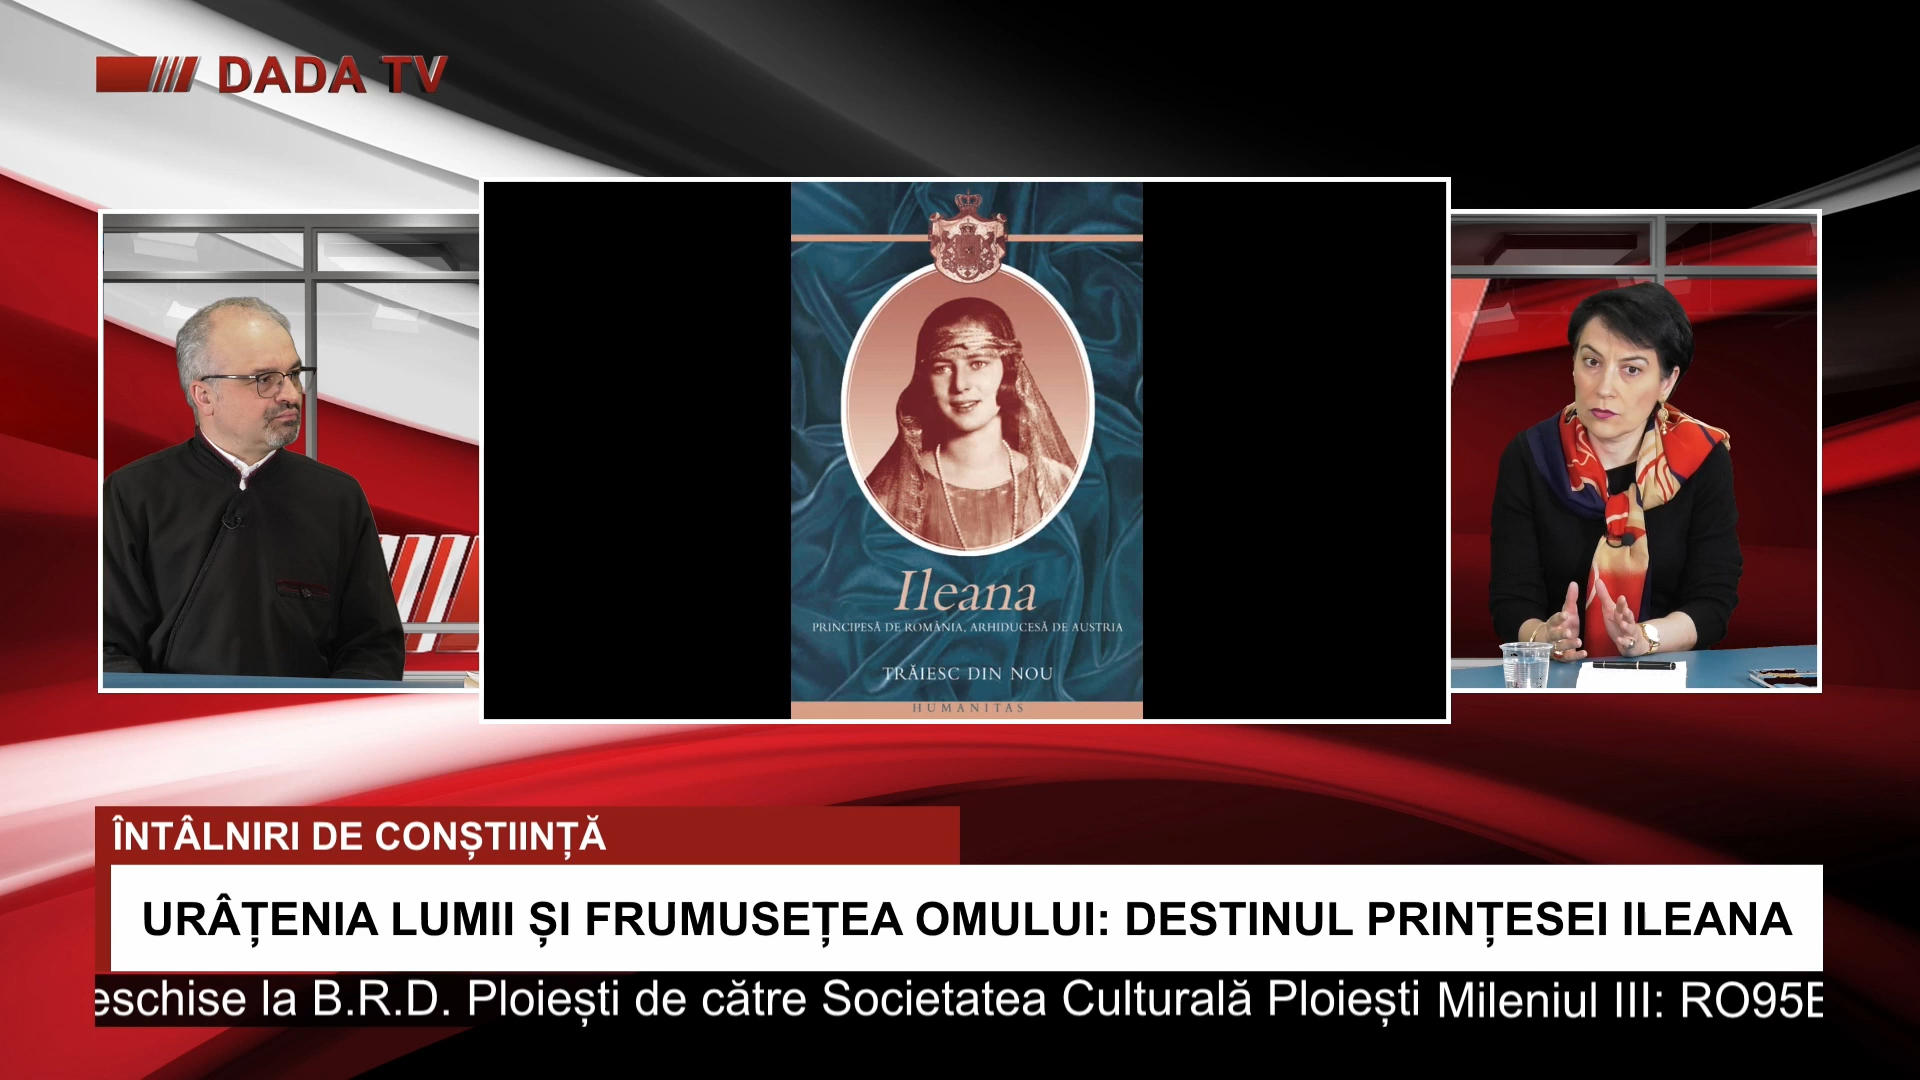 DADA TV
Ileana
PRINCIPESĂ DE ROMÂNIA, ARHIDUCESĂ DE AUSTRIA
TRĂIESC DIN NOU
HUMANITAS
ÎNTÂLNIRI DE CONȘTIINȚĂ
URÂȚENIA LUMII ȘI FRUMUSEȚEA OMULUI: DESTINUL PRINȚESEI ILEANA
eschise la B.R.D. Ploiești de către Societatea Culturală Ploiești Mileniul III: RO95B